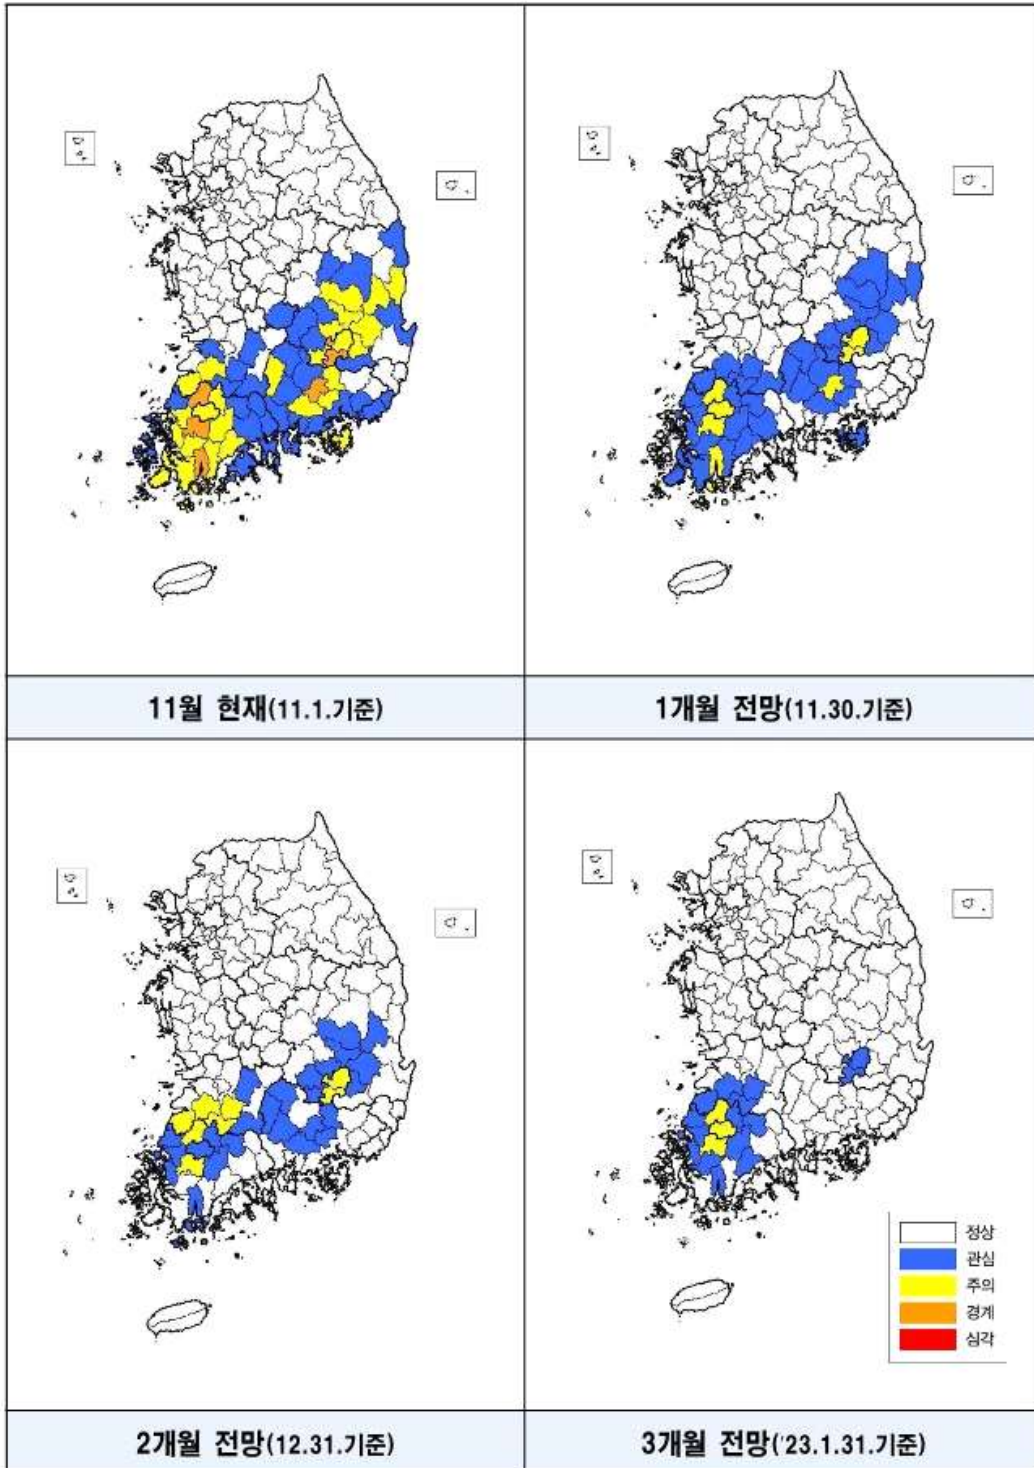 11월 현재(11.1.기준)
1개월 전망(11.30.기준)
정상
관심
주의
경계
심각
2개월 전망(12.31.기준)
3개월 전망('23.1.31.기준)